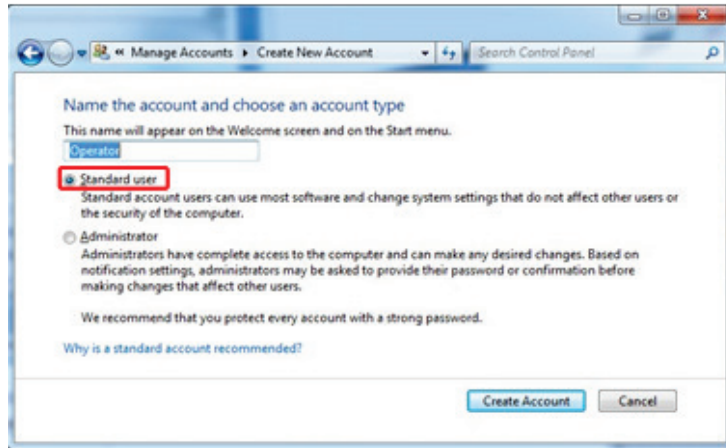 « Manage Accounts ▸ Create New Account
Search Control Panel
Name the account and choose an account type
This name will appear on the Welcome screen and on the Start menu.
Operator
Standard user
Standard account users can use most software and change system settings that do not affect other users or
the security of the computer.
Administrator
Administrators have complete access to the computer and can make any desired changes. Based on
notification settings, administrators may be asked to provide their password or confirmation before
making changes that affect other users.
We recommend that you protect every account with a strong password.
Why is a standard account recommended?
Create Account
Cancel